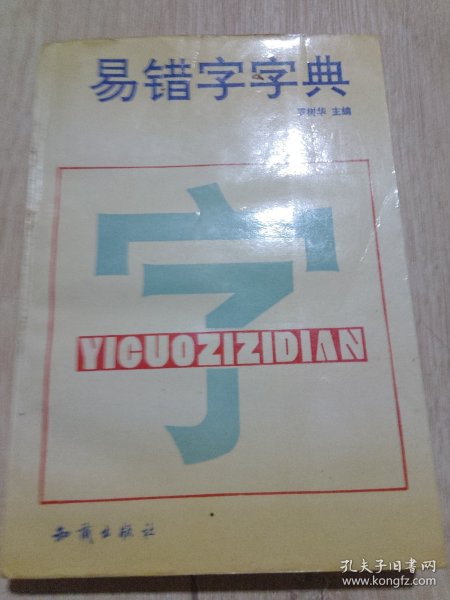 易错字字典
罗树华 主编
字
YICUOZIZIDIAN
知识出版社
孔夫子旧书网
www.kongfz.com